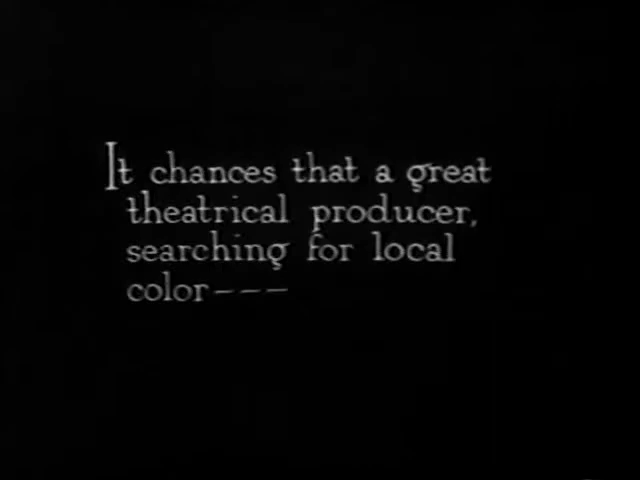 It chances that a great
theatrical producer,
searching for local
color---